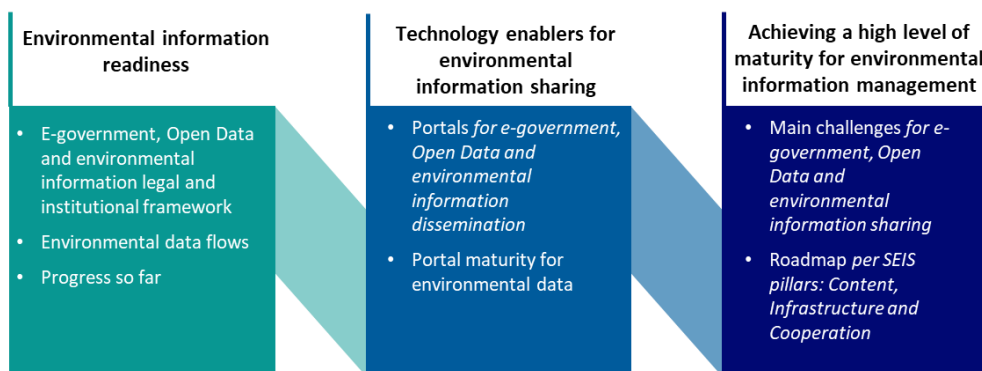 Environmental information
readiness
• E-government, Open Data
and environmental
information legal and
institutional framework
• Environmental data flows
• Progress so far
Technology enablers for
environmental
information sharing
• Portals for e-government,
Open Data and
environmental
information
dissemination
• Portal maturity for
environmental data
Achieving a high level of
maturity for environmental
information management
• Main challenges for e-
government, Open
Data and
environmental
information sharing
• Roadmap per SEIS
pillars: Content,
Infrastructure and
Cooperation